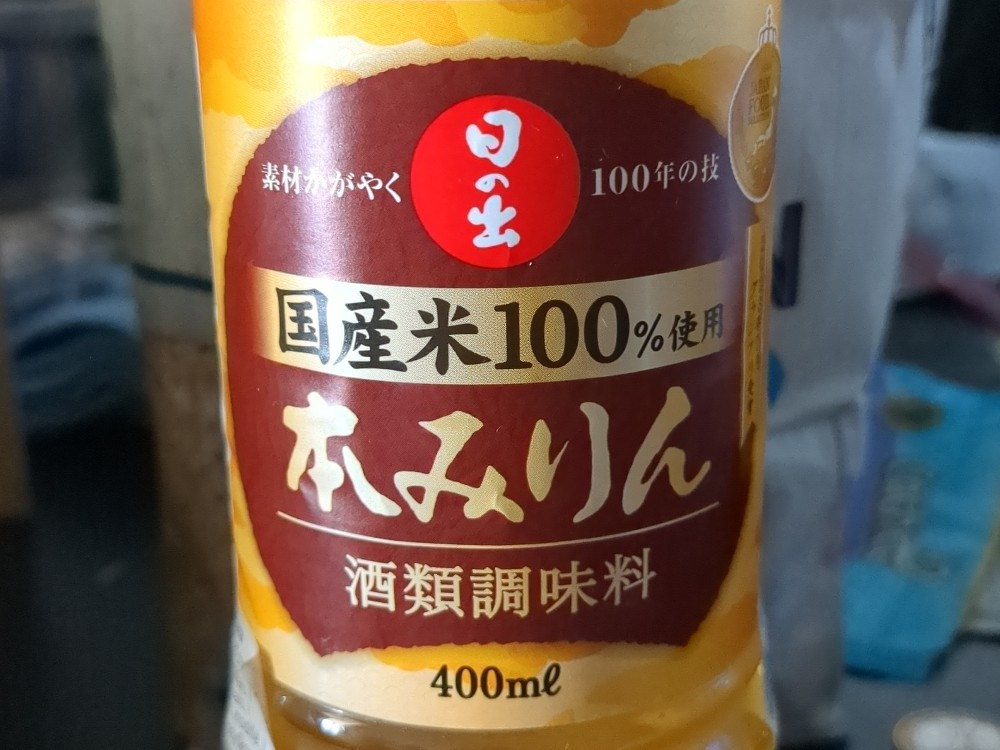 日の出
素材かがやく
100年の技
国産米100%使用
本みりん
酒類調味料
400mℓ